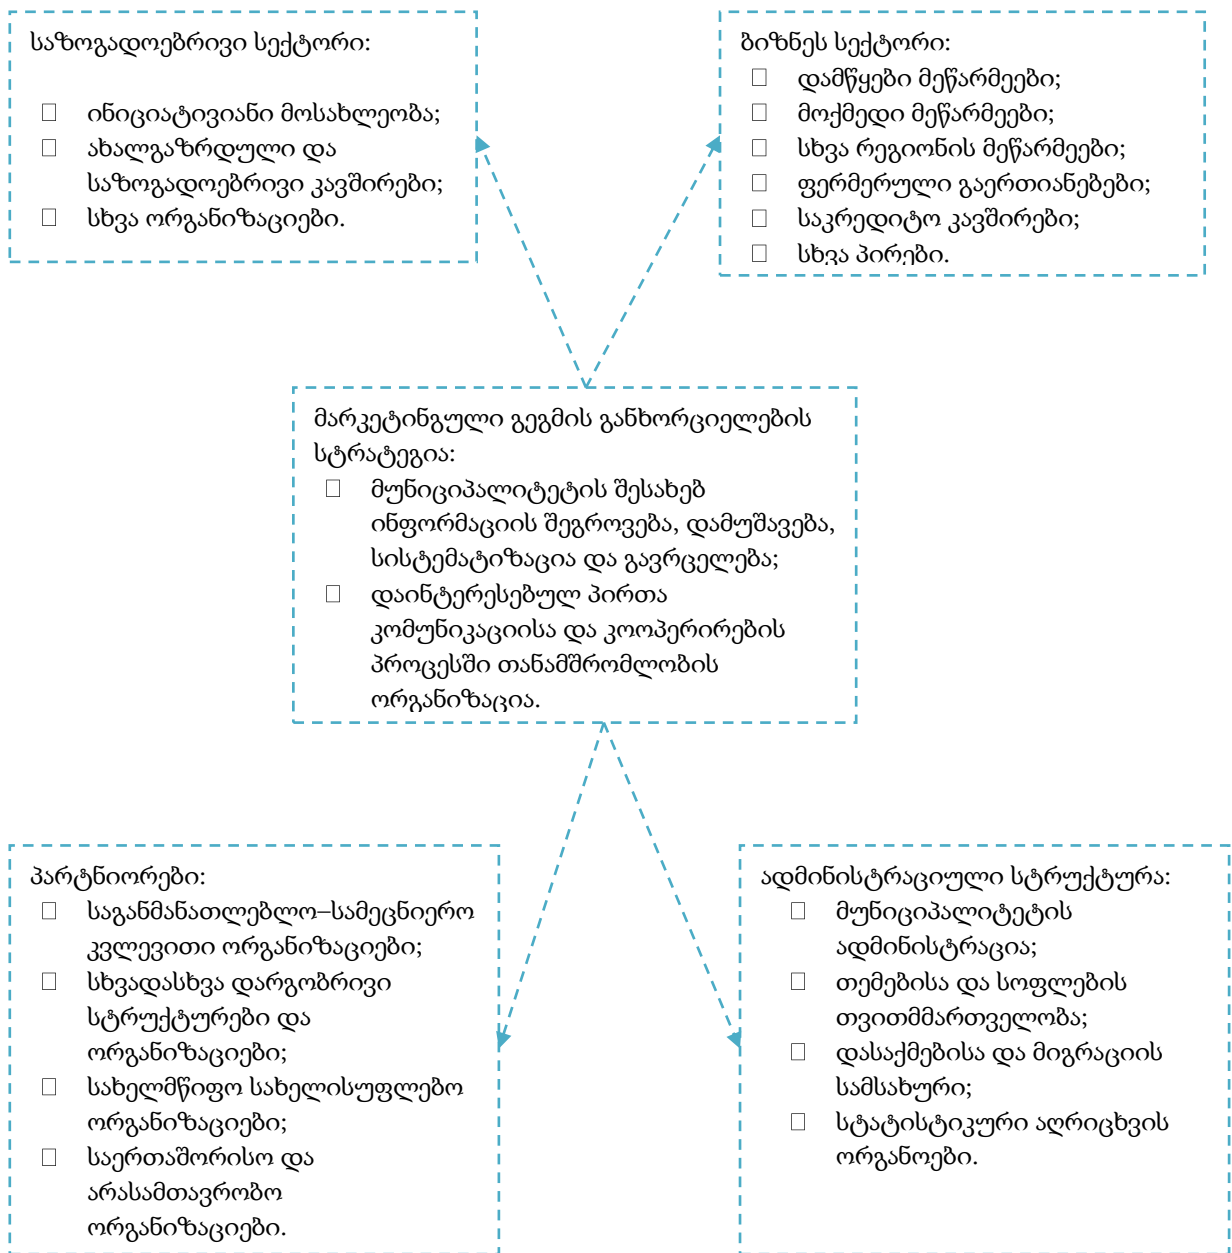 საზოგადოებრივი სექტორი:
□ ინიციატივიანი მოსახლეობა;
□ ახალგაზრდული და
საზოგადოებრივი კავშირები;
□ სხვა ორგანიზაციები.
ბიზნეს სექტორი:
□ დამწყები მეწარმეები;
□ მოქმედი მეწარმეები;
□ სხვა რეგიონის მეწარმეები;
□ ფერმერული გაერთიანებები;
□ საკრედიტო კავშირები;
□ სხვა პირები.
მარკეტინგული გეგმის განხორციელების
სტრატეგია:
□ მუნიციპალიტეტის შესახებ
ინფორმაციის შეგროვება, დამუშავება,
სისტემატიზაცია და გავრცელება;
□ დაინტერესებულ პირთა
კომუნიკაციისა და კოოპერირების
პროცესში თანამშრომლობის
ორგანიზაცია.
პარტნიორები:
□ საგანმანათლებლო–სამეცნიერო
კვლევითი ორგანიზაციები;
□ სხვადასხვა დარგობრივი
სტრუქტურები და
ორგანიზაციები;
□ სახელმწიფო სახელისუფლებო
ორგანიზაციები;
□ საერთაშორისო და
არასამთავრობო
ორგანიზაციები.
ადმინისტრაციული სტრუქტურა:
□ მუნიციპალიტეტის
ადმინისტრაცია;
□ თემებისა და სოფლების
თვითმმართველობა;
□ დასაქმებისა და მიგრაციის
სამსახური;
□ სტატისტიკური აღრიცხვის
ორგანოები.